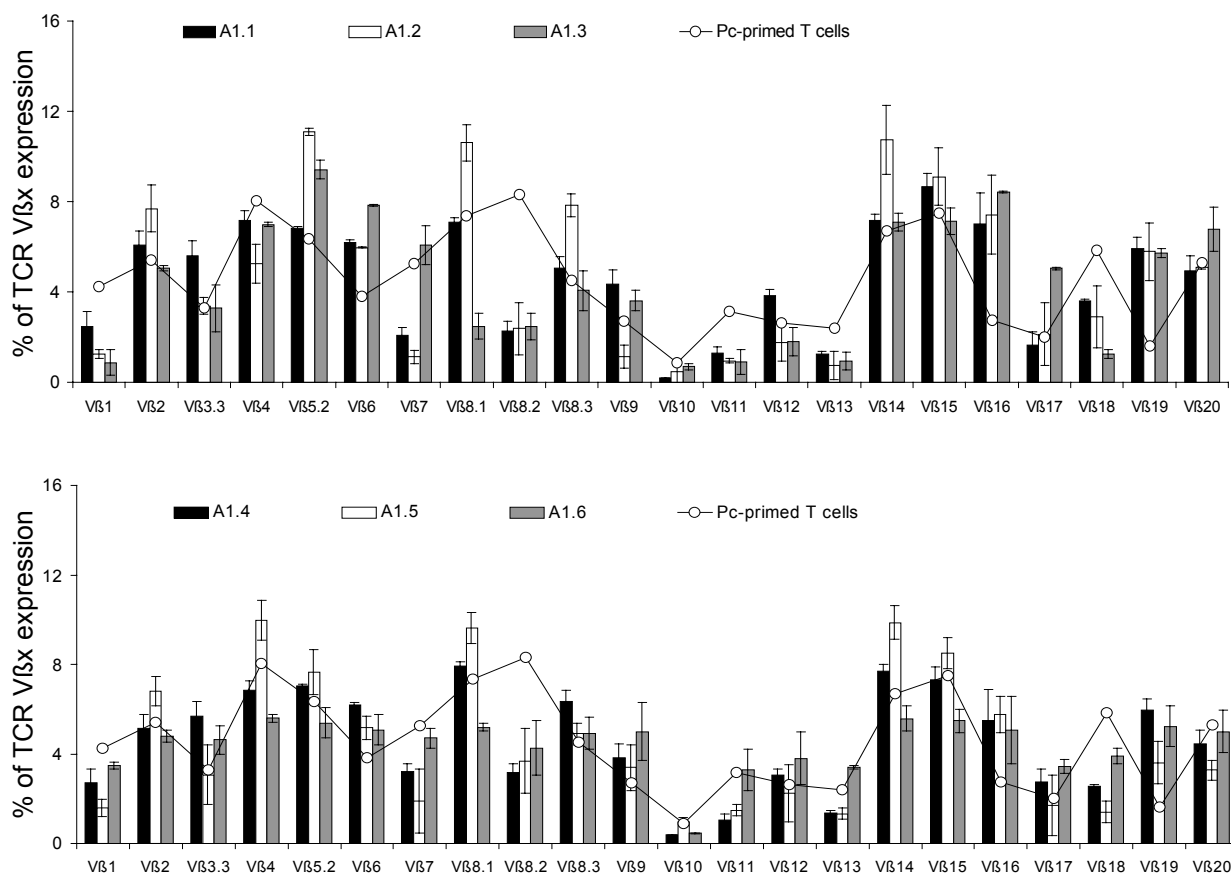 16
A1.1 A1.2 A1.3 Pc-primed T cells
12
8
4
0
% of TCR Vßx expression
Vß1 Vß2 Vß3.3 Vß4 Vß5.2 Vß6 Vß7 Vß8.1 Vß8.2 Vß8.3 Vß9 Vß10 Vß11 Vß12 Vß13 Vß14 Vß15 Vß16 Vß17 Vß18 Vß19 Vß20
16
A1.4 A1.5 A1.6 Pc-primed T cells
12
8
4
0
% of TCR Vßx expression
Vß1 Vß2 Vß3.3 Vß4 Vß5.2 Vß6 Vß7 Vß8.1 Vß8.2 Vß8.3 Vß9 Vß10 Vß11 Vß12 Vß13 Vß14 Vß15 Vß16 Vß17 Vß18 Vß19 Vß20